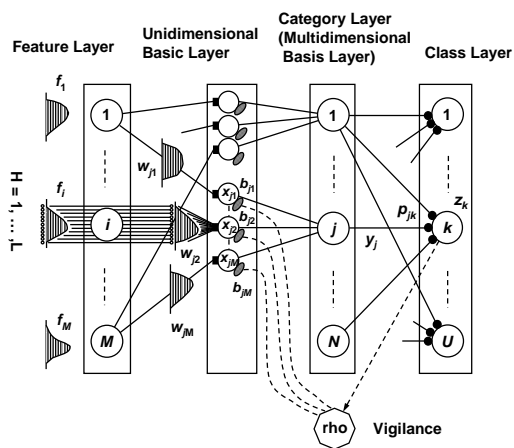 Feature Layer
Unidimensional
Basic Layer
Category Layer
(Multidimensional
Basis Layer)
Class Layer
f1
1
1
1
wj1
xj1
bj1
pjk
zk
H = 1, ..., L
fi
i
xj2
bj2
j
k
wj2
yj
xjM
bjM
wjM
fM
M
N
U
rho
Vigilance